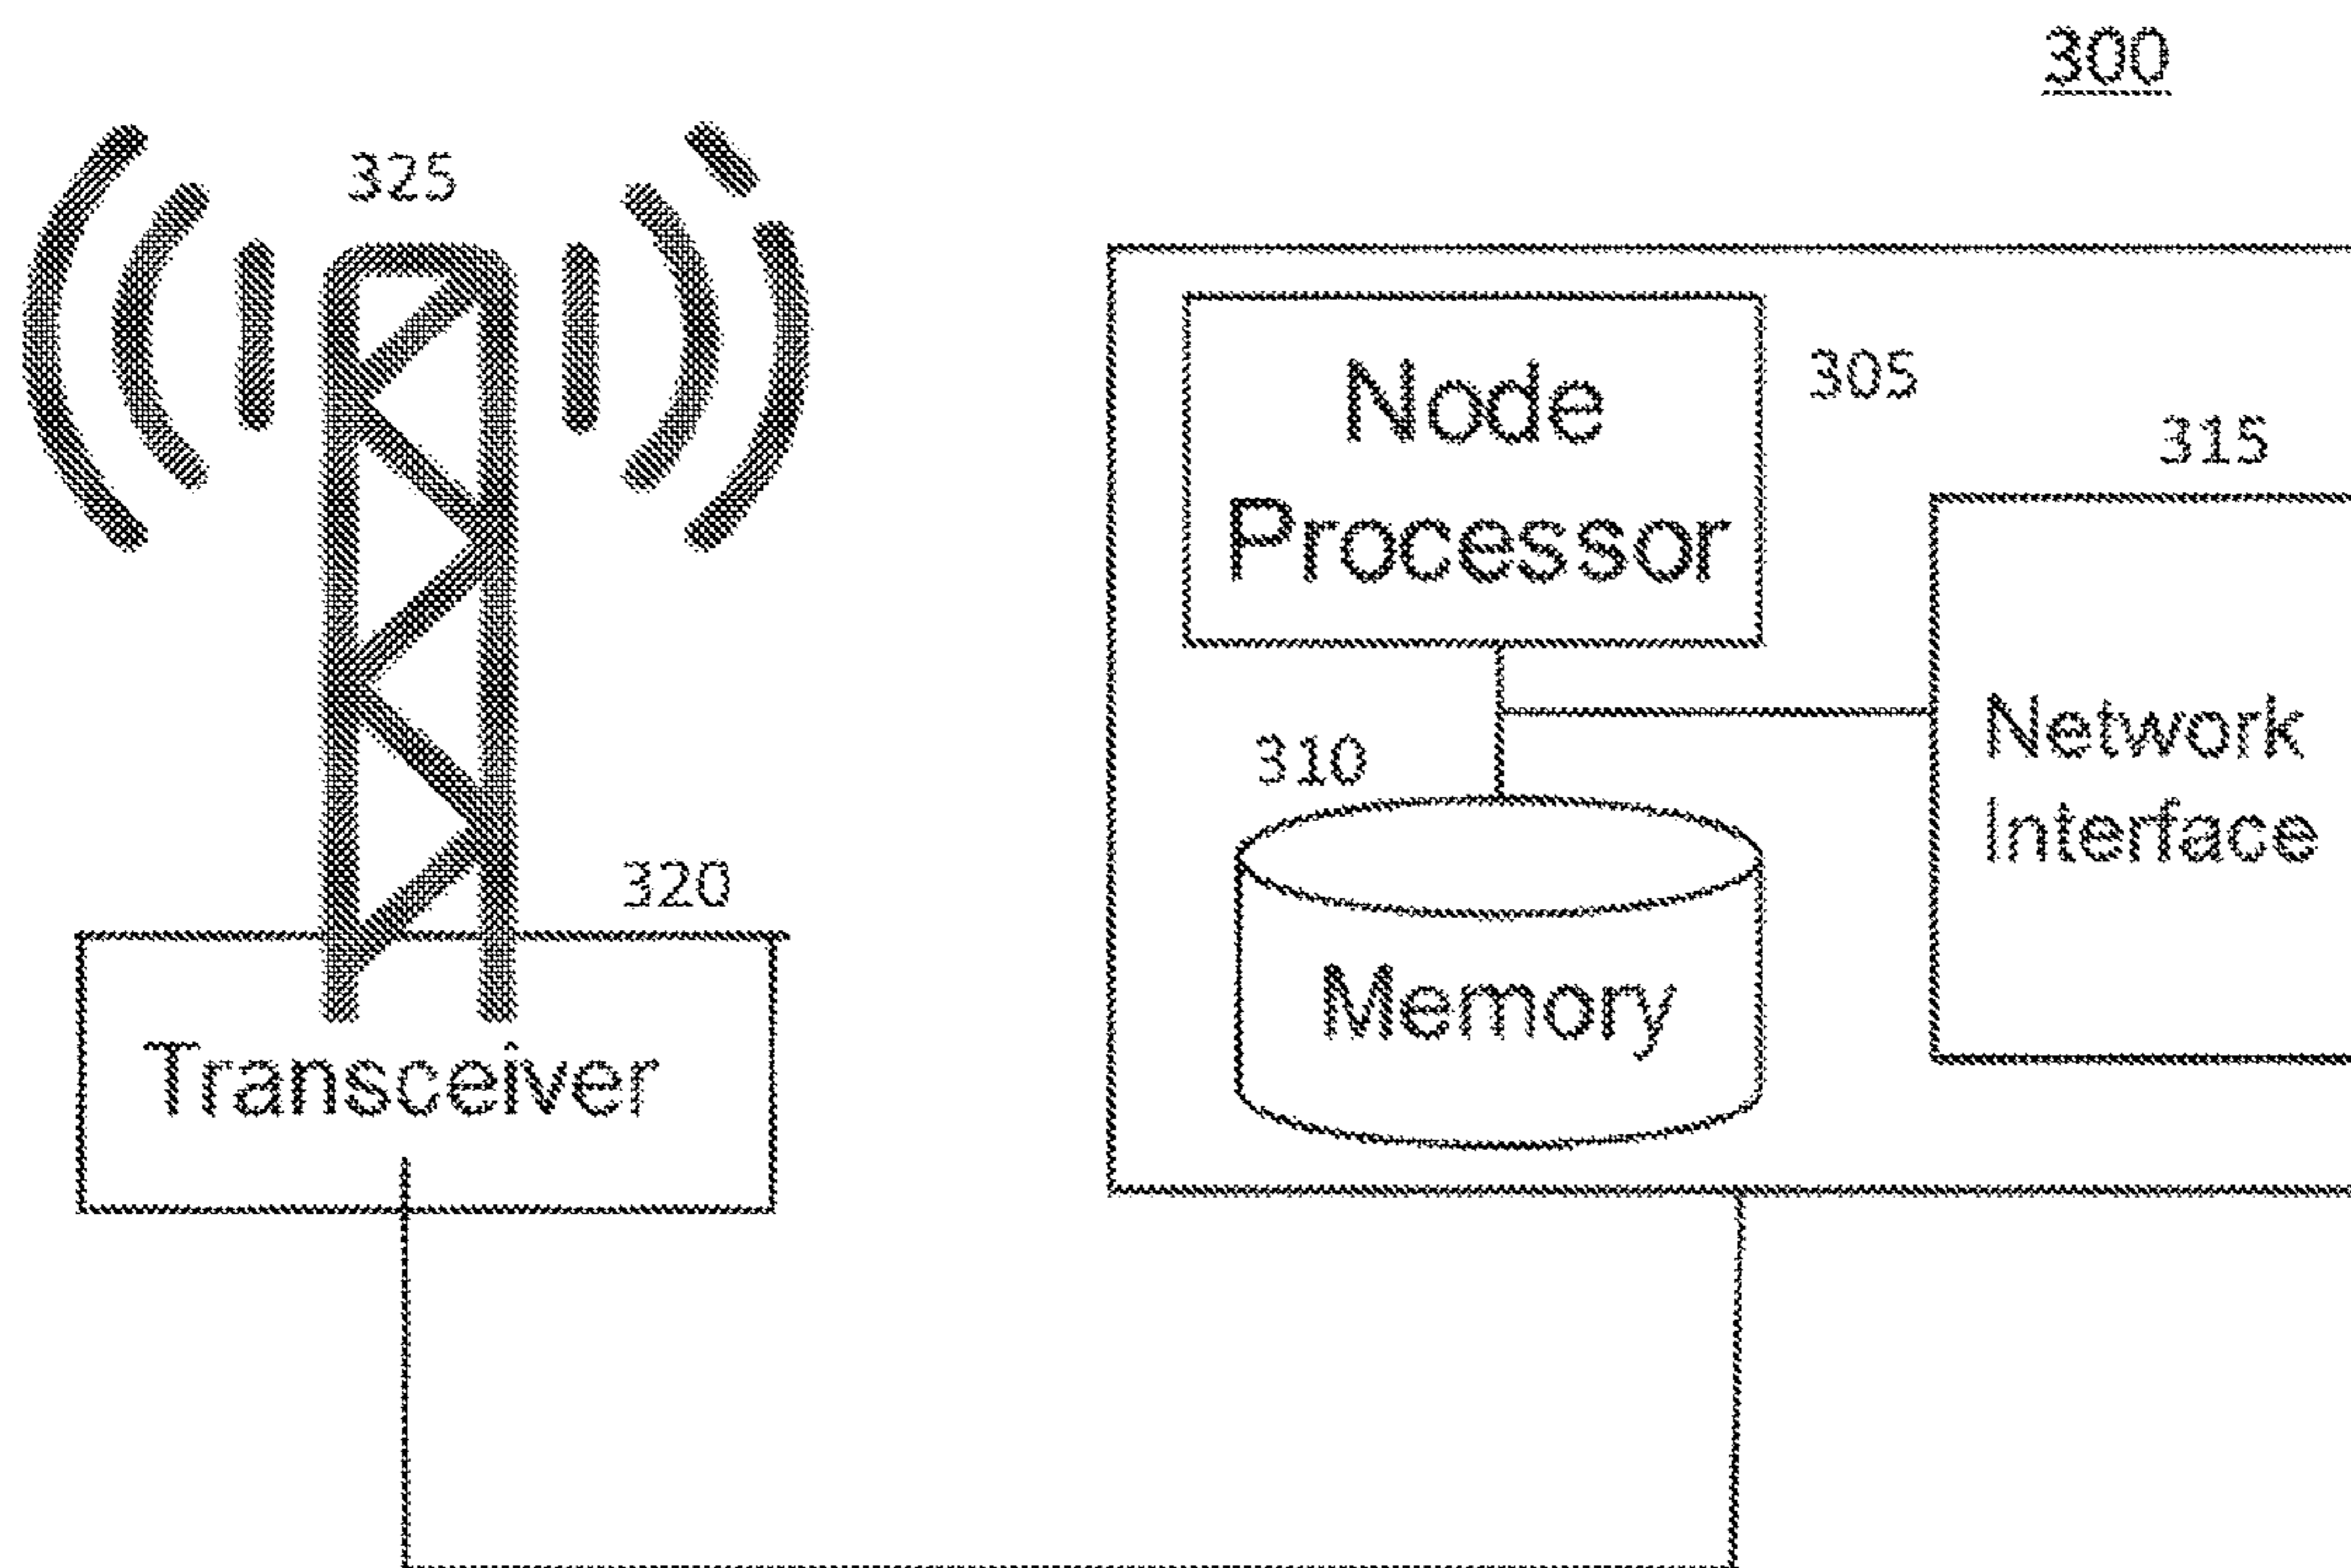 300
325
Node
Processor
305
315
310
Network
Interface
Memory
320
Transceiver